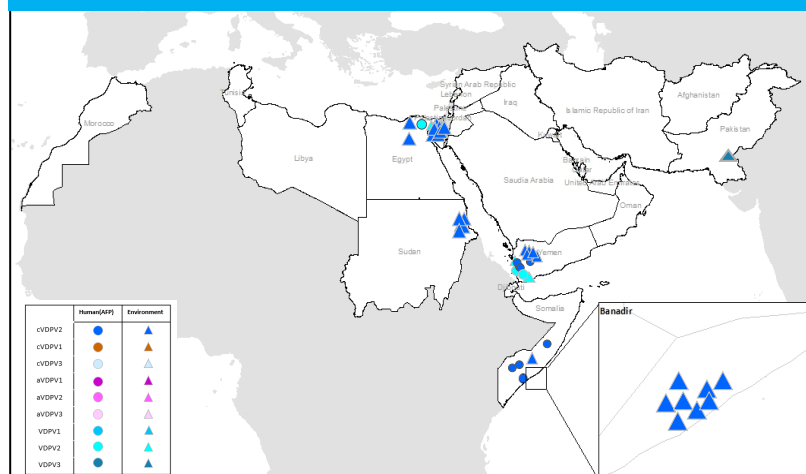 Tunisia
Syrian Arab Republic
Lebanon
Iraq
Islamic Republic of Iran
Afghanistan
Pakistan
Morocco
Libya
Egypt
Kuwait
Bahrain
Qatar
United Arab Emirates
Saudi Arabia
Oman
Sudan
Yemen
Djibouti
Somalia
Banadir
Human(AFP) Environment
cVDPV2
cVDPV1
cVDPV3
aVDPV1
aVDPV2
aVDPV3
VDPV1
VDPV2
VDPV3